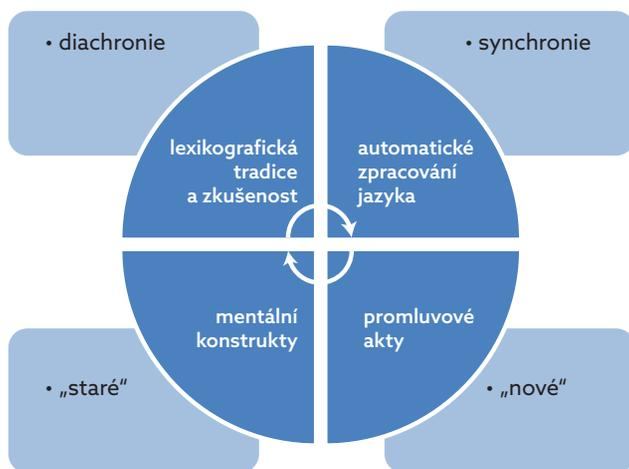 • diachronie
• synchronie
lexikografická
tradice
a zkušenost
automatické
zpracování
jazyka
mentální
konstrukty
promluvové
akty
• „staré“
• „nové“